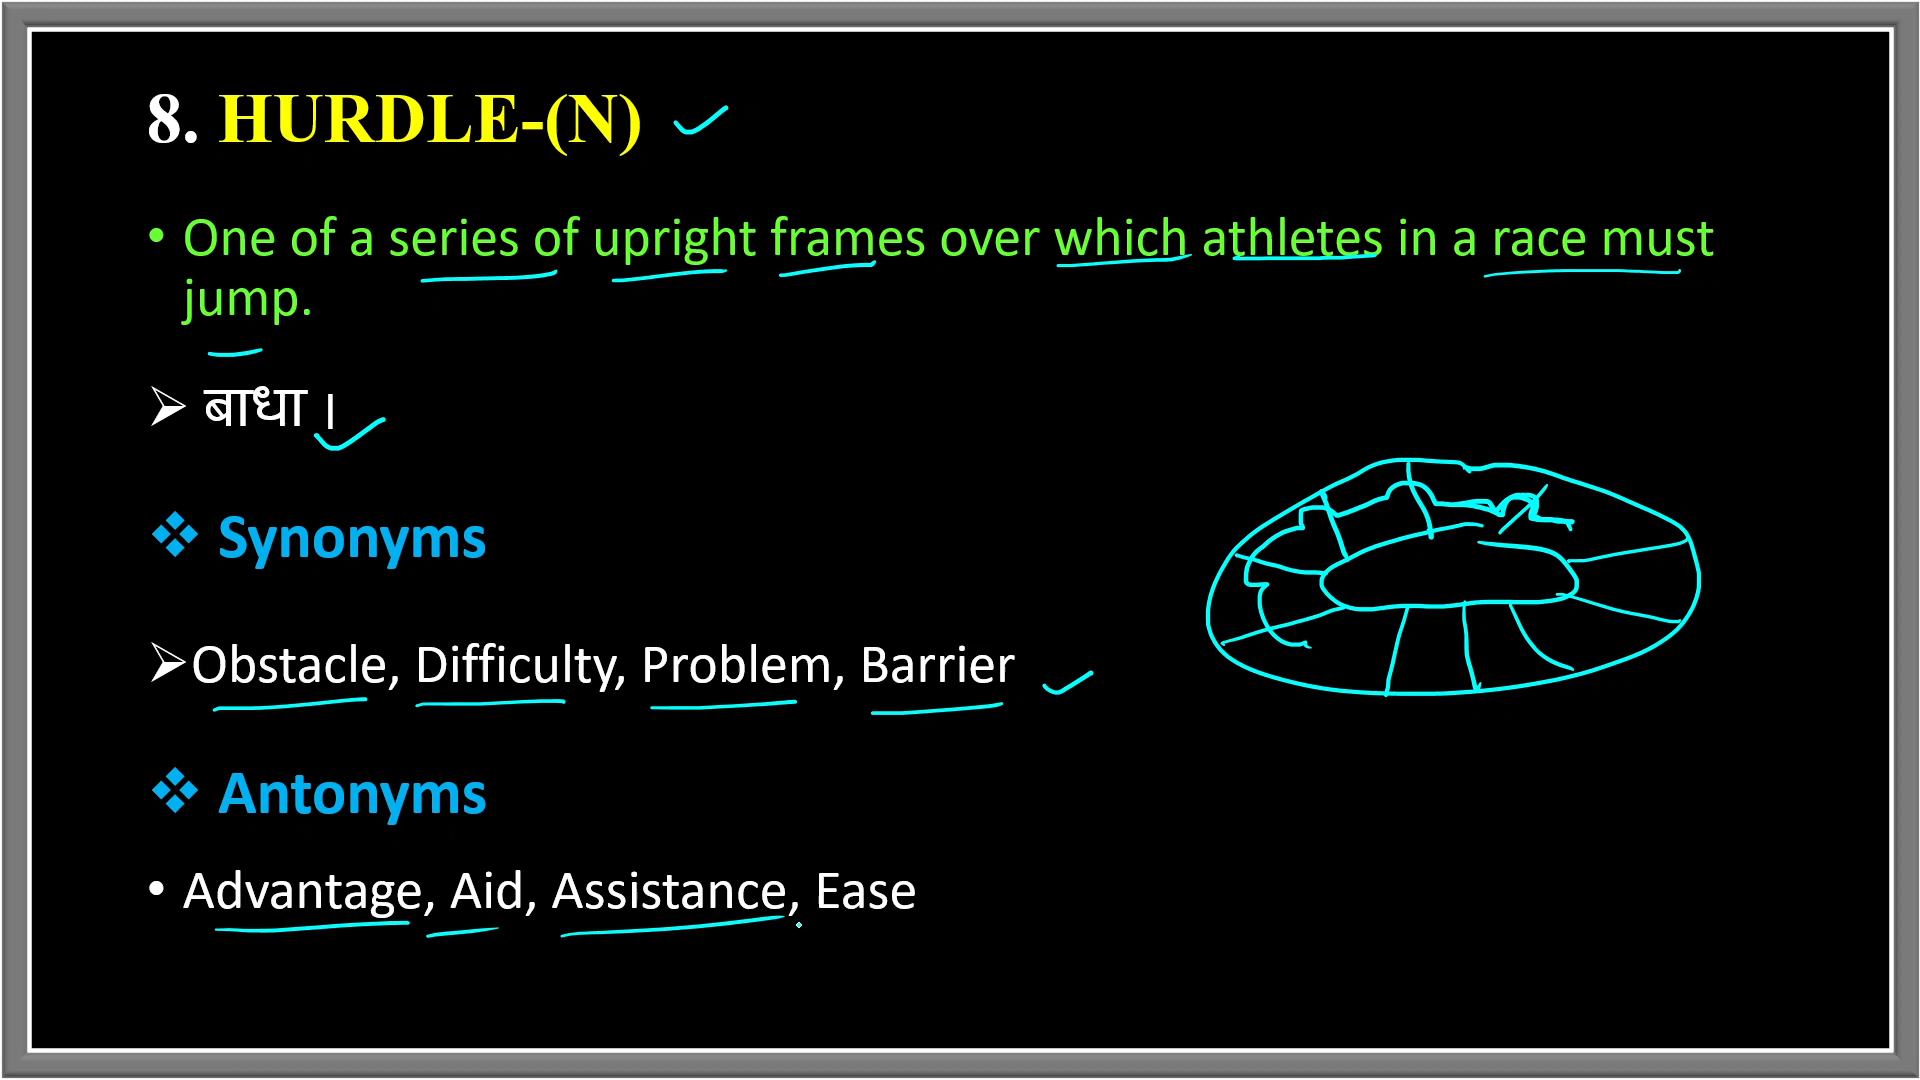 8. HURDLE-(N)
• One of a series of upright frames over which athletes in a race must
jump.
➢ बाधा ।
❖ Synonyms
➢Obstacle, Difficulty, Problem, Barrier
❖ Antonyms
• Advantage, Aid, Assistance, Ease